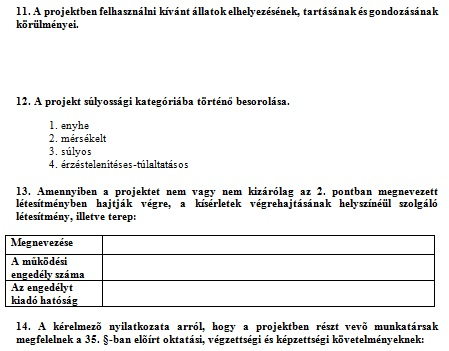 11. A projektben felhasználni kívánt állatok elhelyezésének, tartásának és gondozásának
körülményei.
12. A projekt súlyossági kategóriába történő besorolása.
1. enyhe
2. mérsékelt
3. súlyos
4. érzéstelenítéses-túlaltatásos
13. Amennyiben a projektet nem vagy nem kizárólag az 2. pontban megnevezett
létesítményben hajtják végre, a kísérletek végrehajtásának helyszínéül szolgáló
létesítmény, illetve terep:
Megnevezése
A működési
engedély száma
Az engedélyt
kiadó hatóság
14. A kérelmező nyilatkozata arról, hogy a projektben részt vevő munkatársak
megfelelnek a 35. §-ban előírt oktatási, végzettségi és képzettségi követelményeknek: